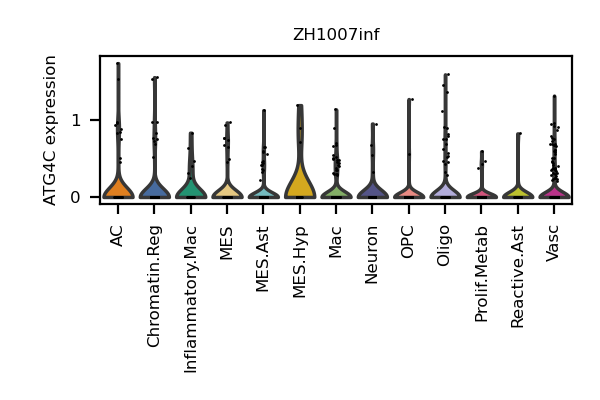 ZH1007inf
ATG4C expression
1
0
AC
Chromatin.Reg
Inflammatory.Mac
MES
MES.Ast
MES.Hyp
Mac
Neuron
OPC
Oligo
Prolif.Metab
Reactive.Ast
Vasc